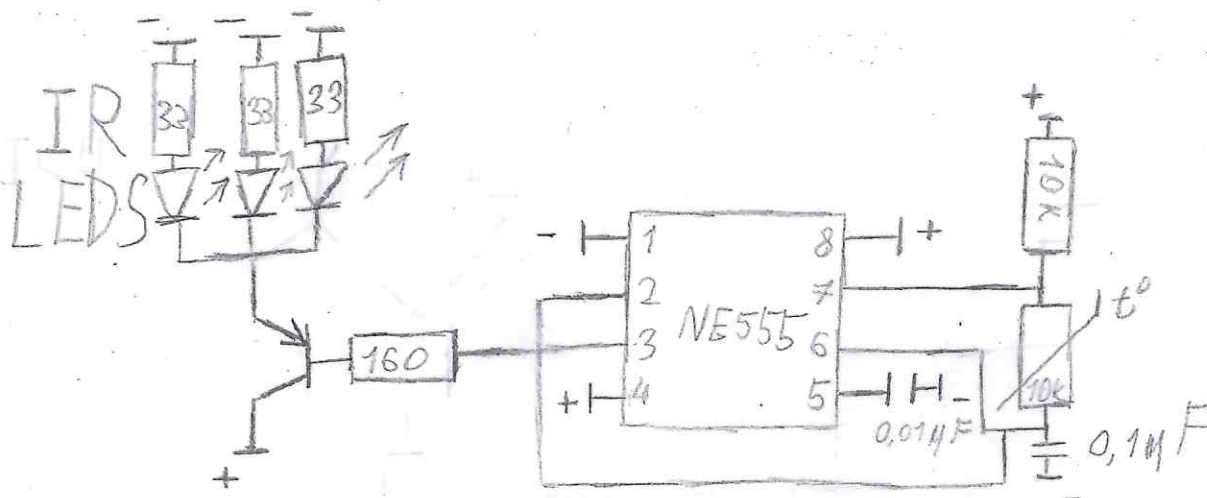 - - -
33 33 33
IR
LEDS
160
+
- 1
2
3
+ 4
NE555
8 +
7
6
5
-
0,01μF
+
10K
t°
10K
0,1μF
-